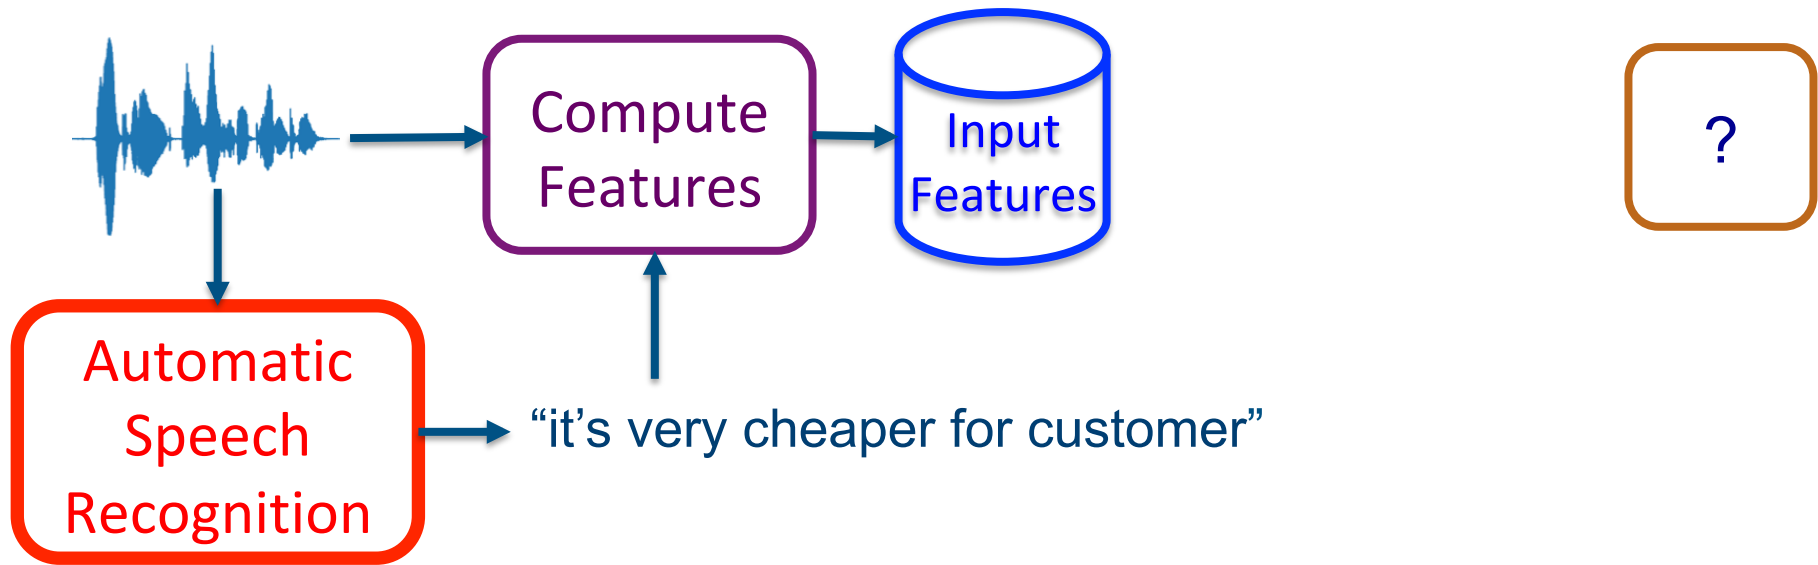 Compute
Features
Input
Features
?
Automatic
Speech
Recognition
“it’s very cheaper for customer”